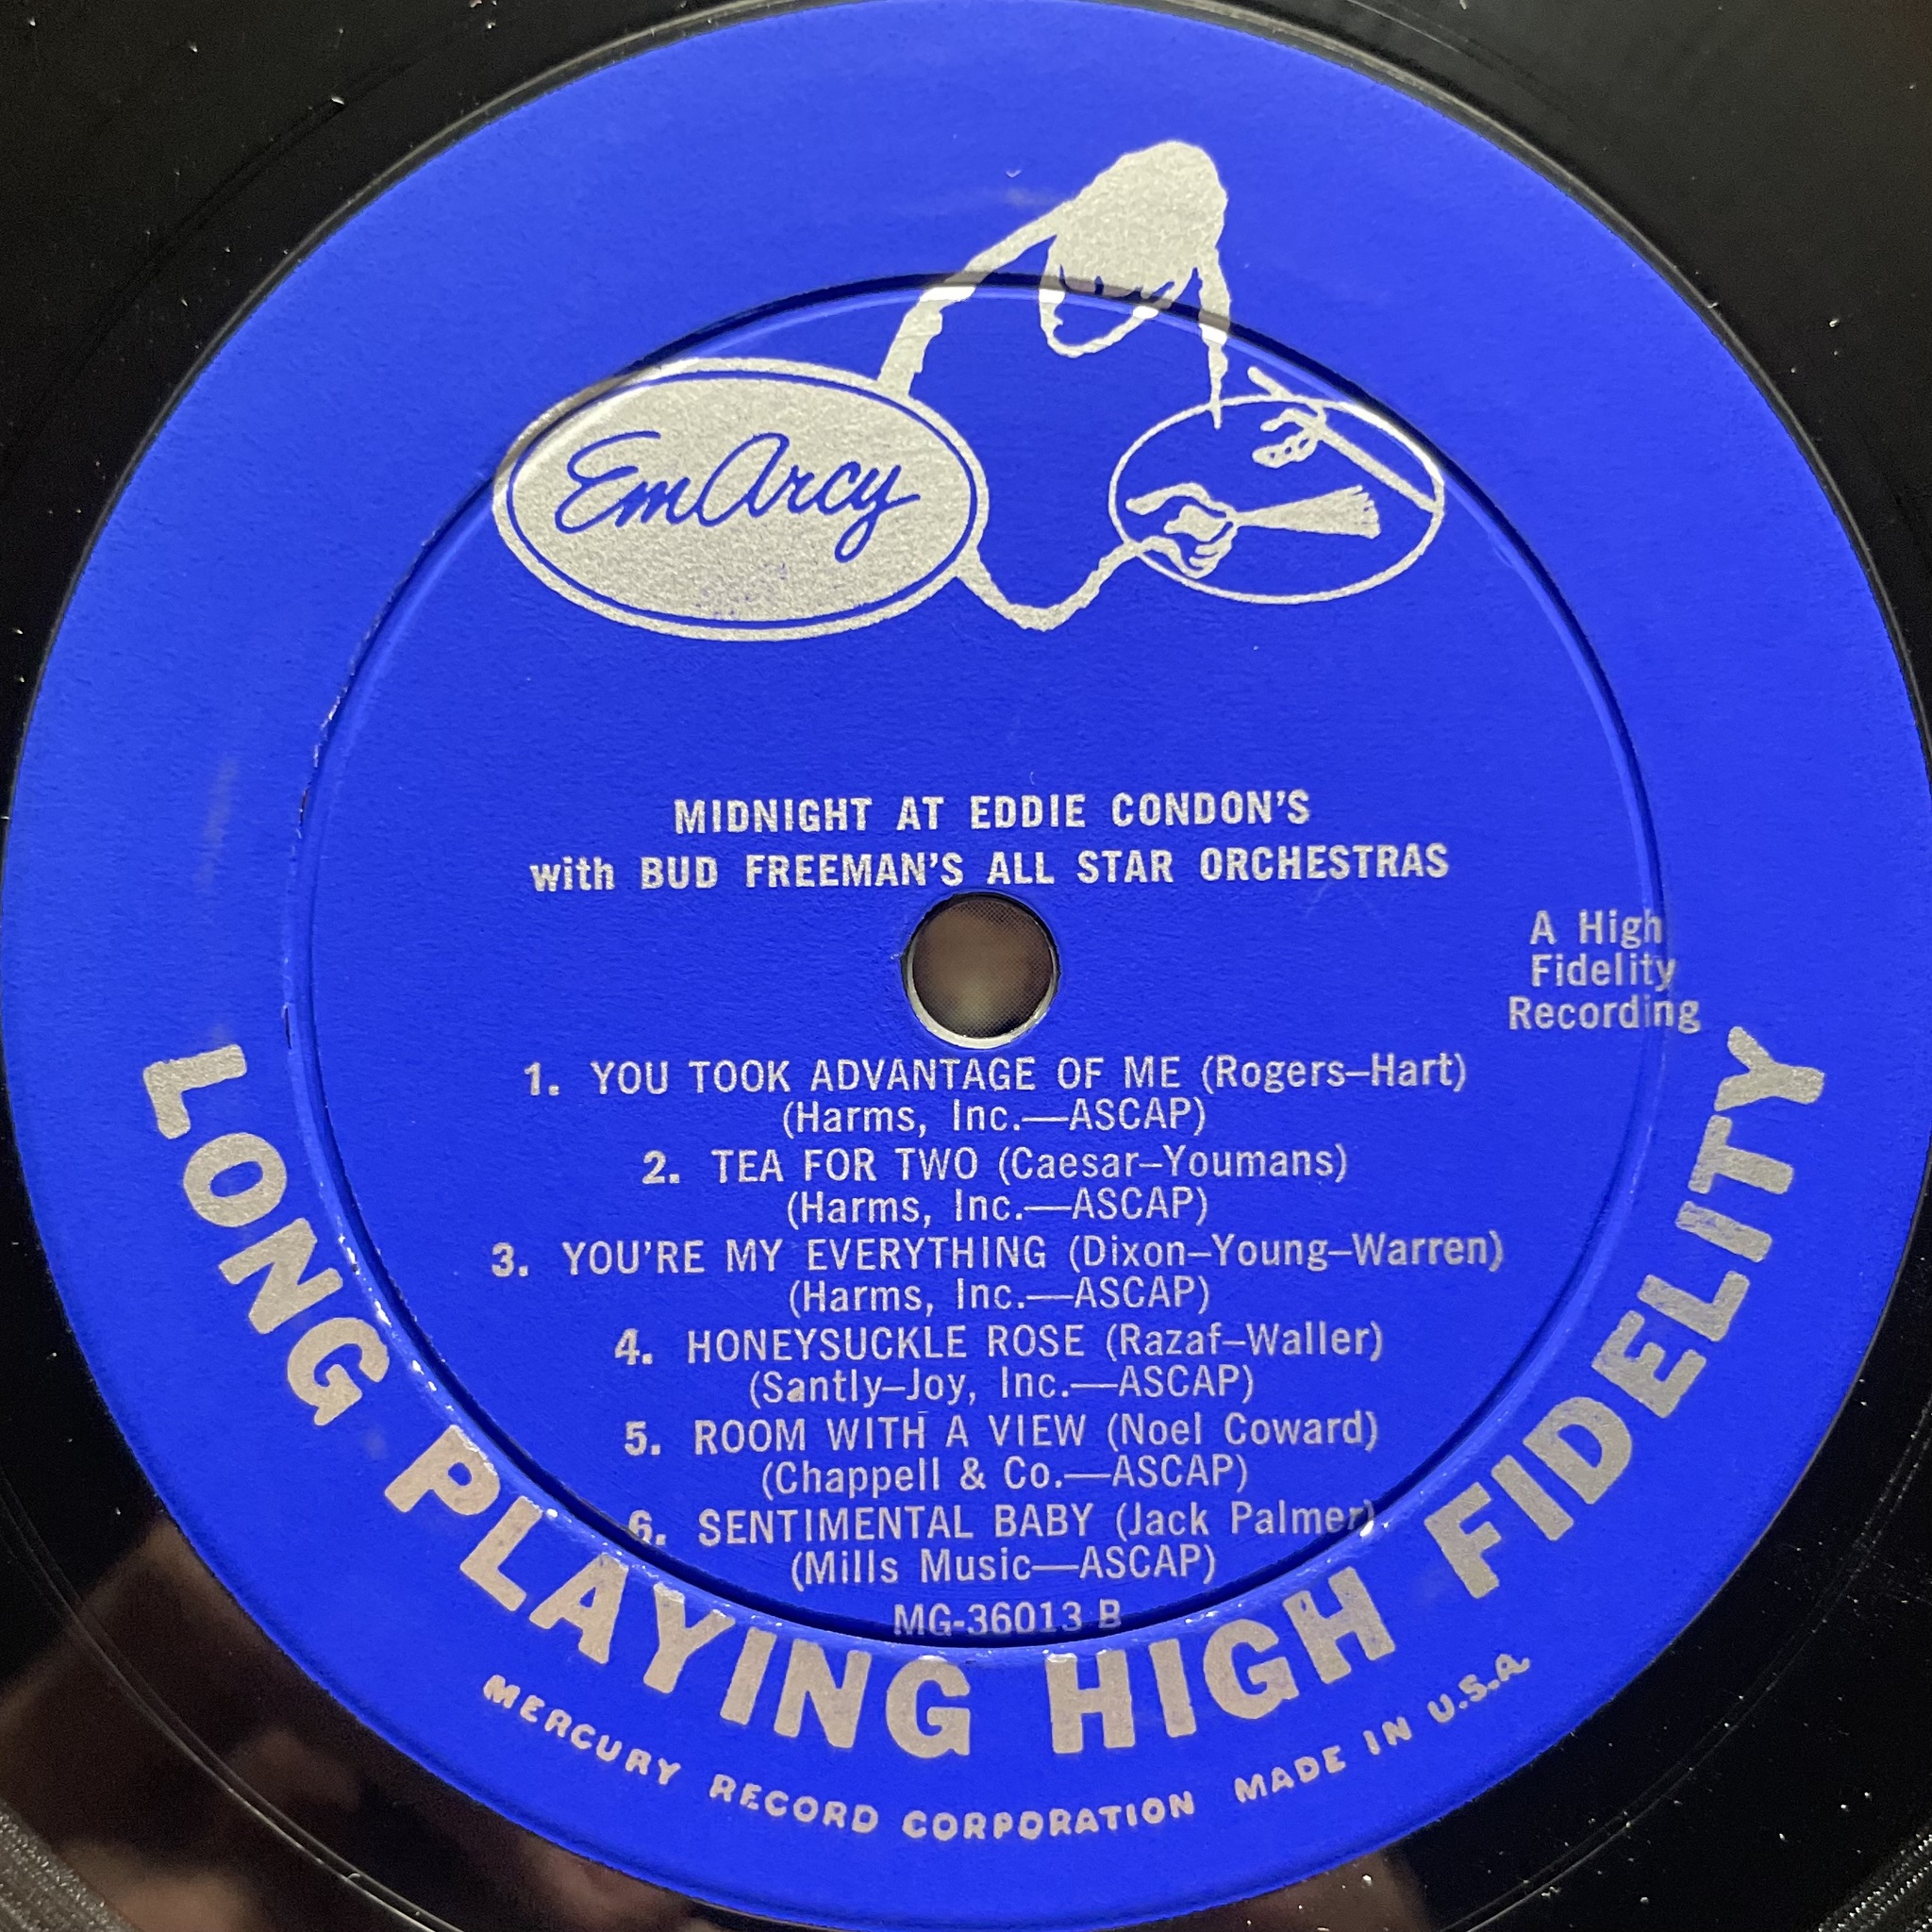 EmArcy
MIDNIGHT AT EDDIE CONDON'S
with BUD FREEMAN'S ALL STAR ORCHESTRAS
A High
Fidelity
Recording
1. YOU TOOK ADVANTAGE OF ME (Rogers–Hart)
(Harms, Inc.—ASCAP)
2. TEA FOR TWO (Caesar–Youmans)
(Harms, Inc.—ASCAP)
3. YOU'RE MY EVERYTHING (Dixon–Young–Warren)
(Harms, Inc.—ASCAP)
4. HONEYSUCKLE ROSE (Razaf–Waller)
(Santly–Joy, Inc.—ASCAP)
5. ROOM WITH A VIEW (Noel Coward)
(Chappell & Co.—ASCAP)
6. SENTIMENTAL BABY (Jack Palmer)
(Mills Music—ASCAP)
MG-36013 B
LONG PLAYING HIGH FIDELITY
MERCURY RECORD CORPORATION MADE IN U.S.A.